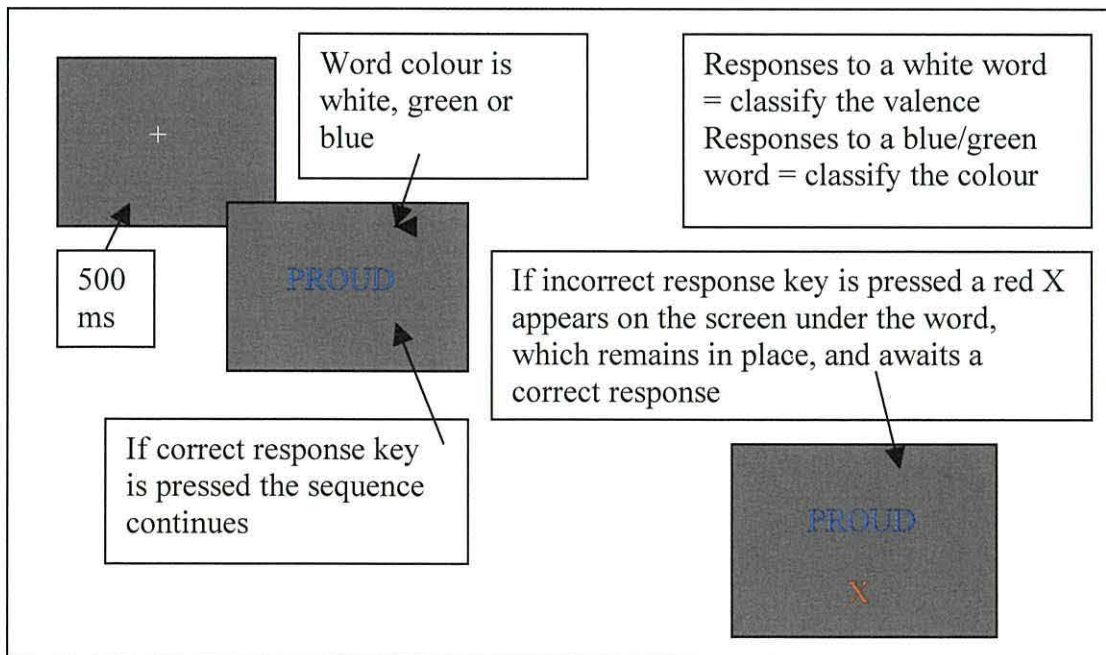 Word colour is
white, green or
blue
Responses to a white word
= classify the valence
Responses to a blue/green
word = classify the colour
+
500
ms
PROUD
If incorrect response key is pressed a red X
appears on the screen under the word,
which remains in place, and awaits a
correct response
If correct response key
is pressed the sequence
continues
PROUD
X